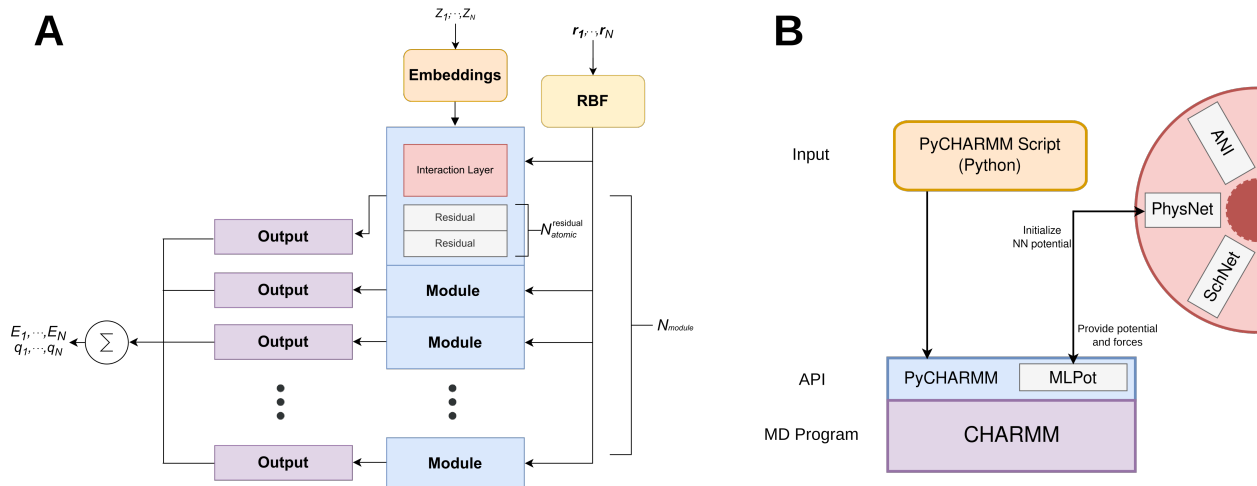 A
Z1,···,ZN
r1,···,rN
Embeddings
RBF
Interaction Layer
Residual
Residual
N residual atomic
Output
Output
Module
Output
Module
Nmodule
E1,···,EN
q1,···,qN
Σ
Output
Module
B
Input
PyCHARMM Script
(Python)
ANI
PhysNet
SchNet
Initialize
NN potential
Provide potential
and forces
API
PyCHARMM
MLPot
MD Program
CHARMM